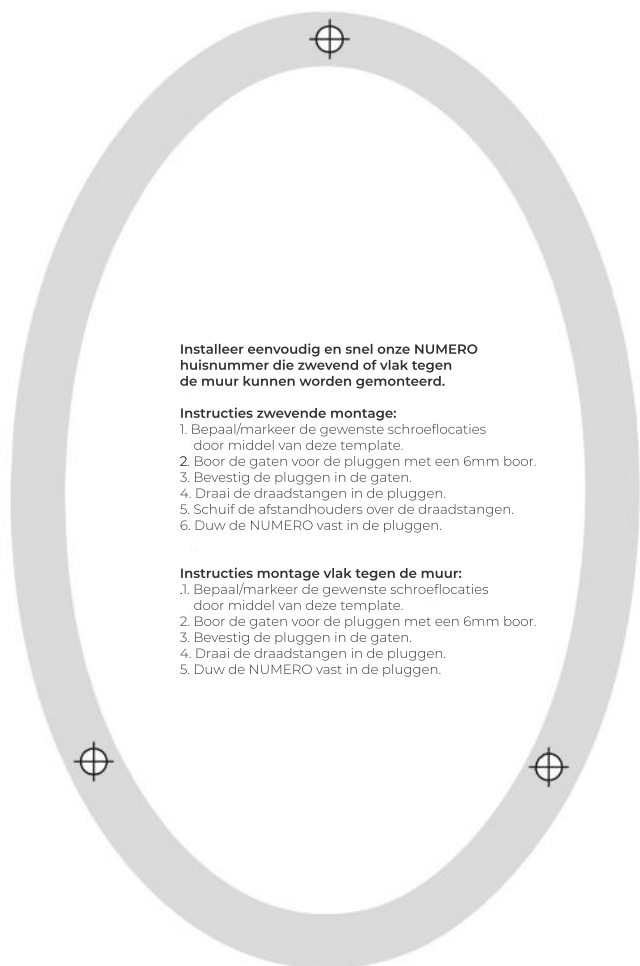 Installeer eenvoudig en snel onze NUMERO
huisnummer die zwevend of vlak tegen
de muur kunnen worden gemonteerd.
Instructies zwevende montage:
1. Bepaal/markeer de gewenste schroeflocaties
door middel van deze template.
2. Boor de gaten voor de pluggen met een 6mm boor.
3. Bevestig de pluggen in de gaten.
4. Draai de draadstangen in de pluggen.
5. Schuif de afstandhouders over de draadstangen.
6. Duw de NUMERO vast in de pluggen.
Instructies montage vlak tegen de muur:
.1. Bepaal/markeer de gewenste schroeflocaties
door middel van deze template.
2. Boor de gaten voor de pluggen met een 6mm boor.
3. Bevestig de pluggen in de gaten.
4. Draai de draadstangen in de pluggen.
5. Duw de NUMERO vast in de pluggen.